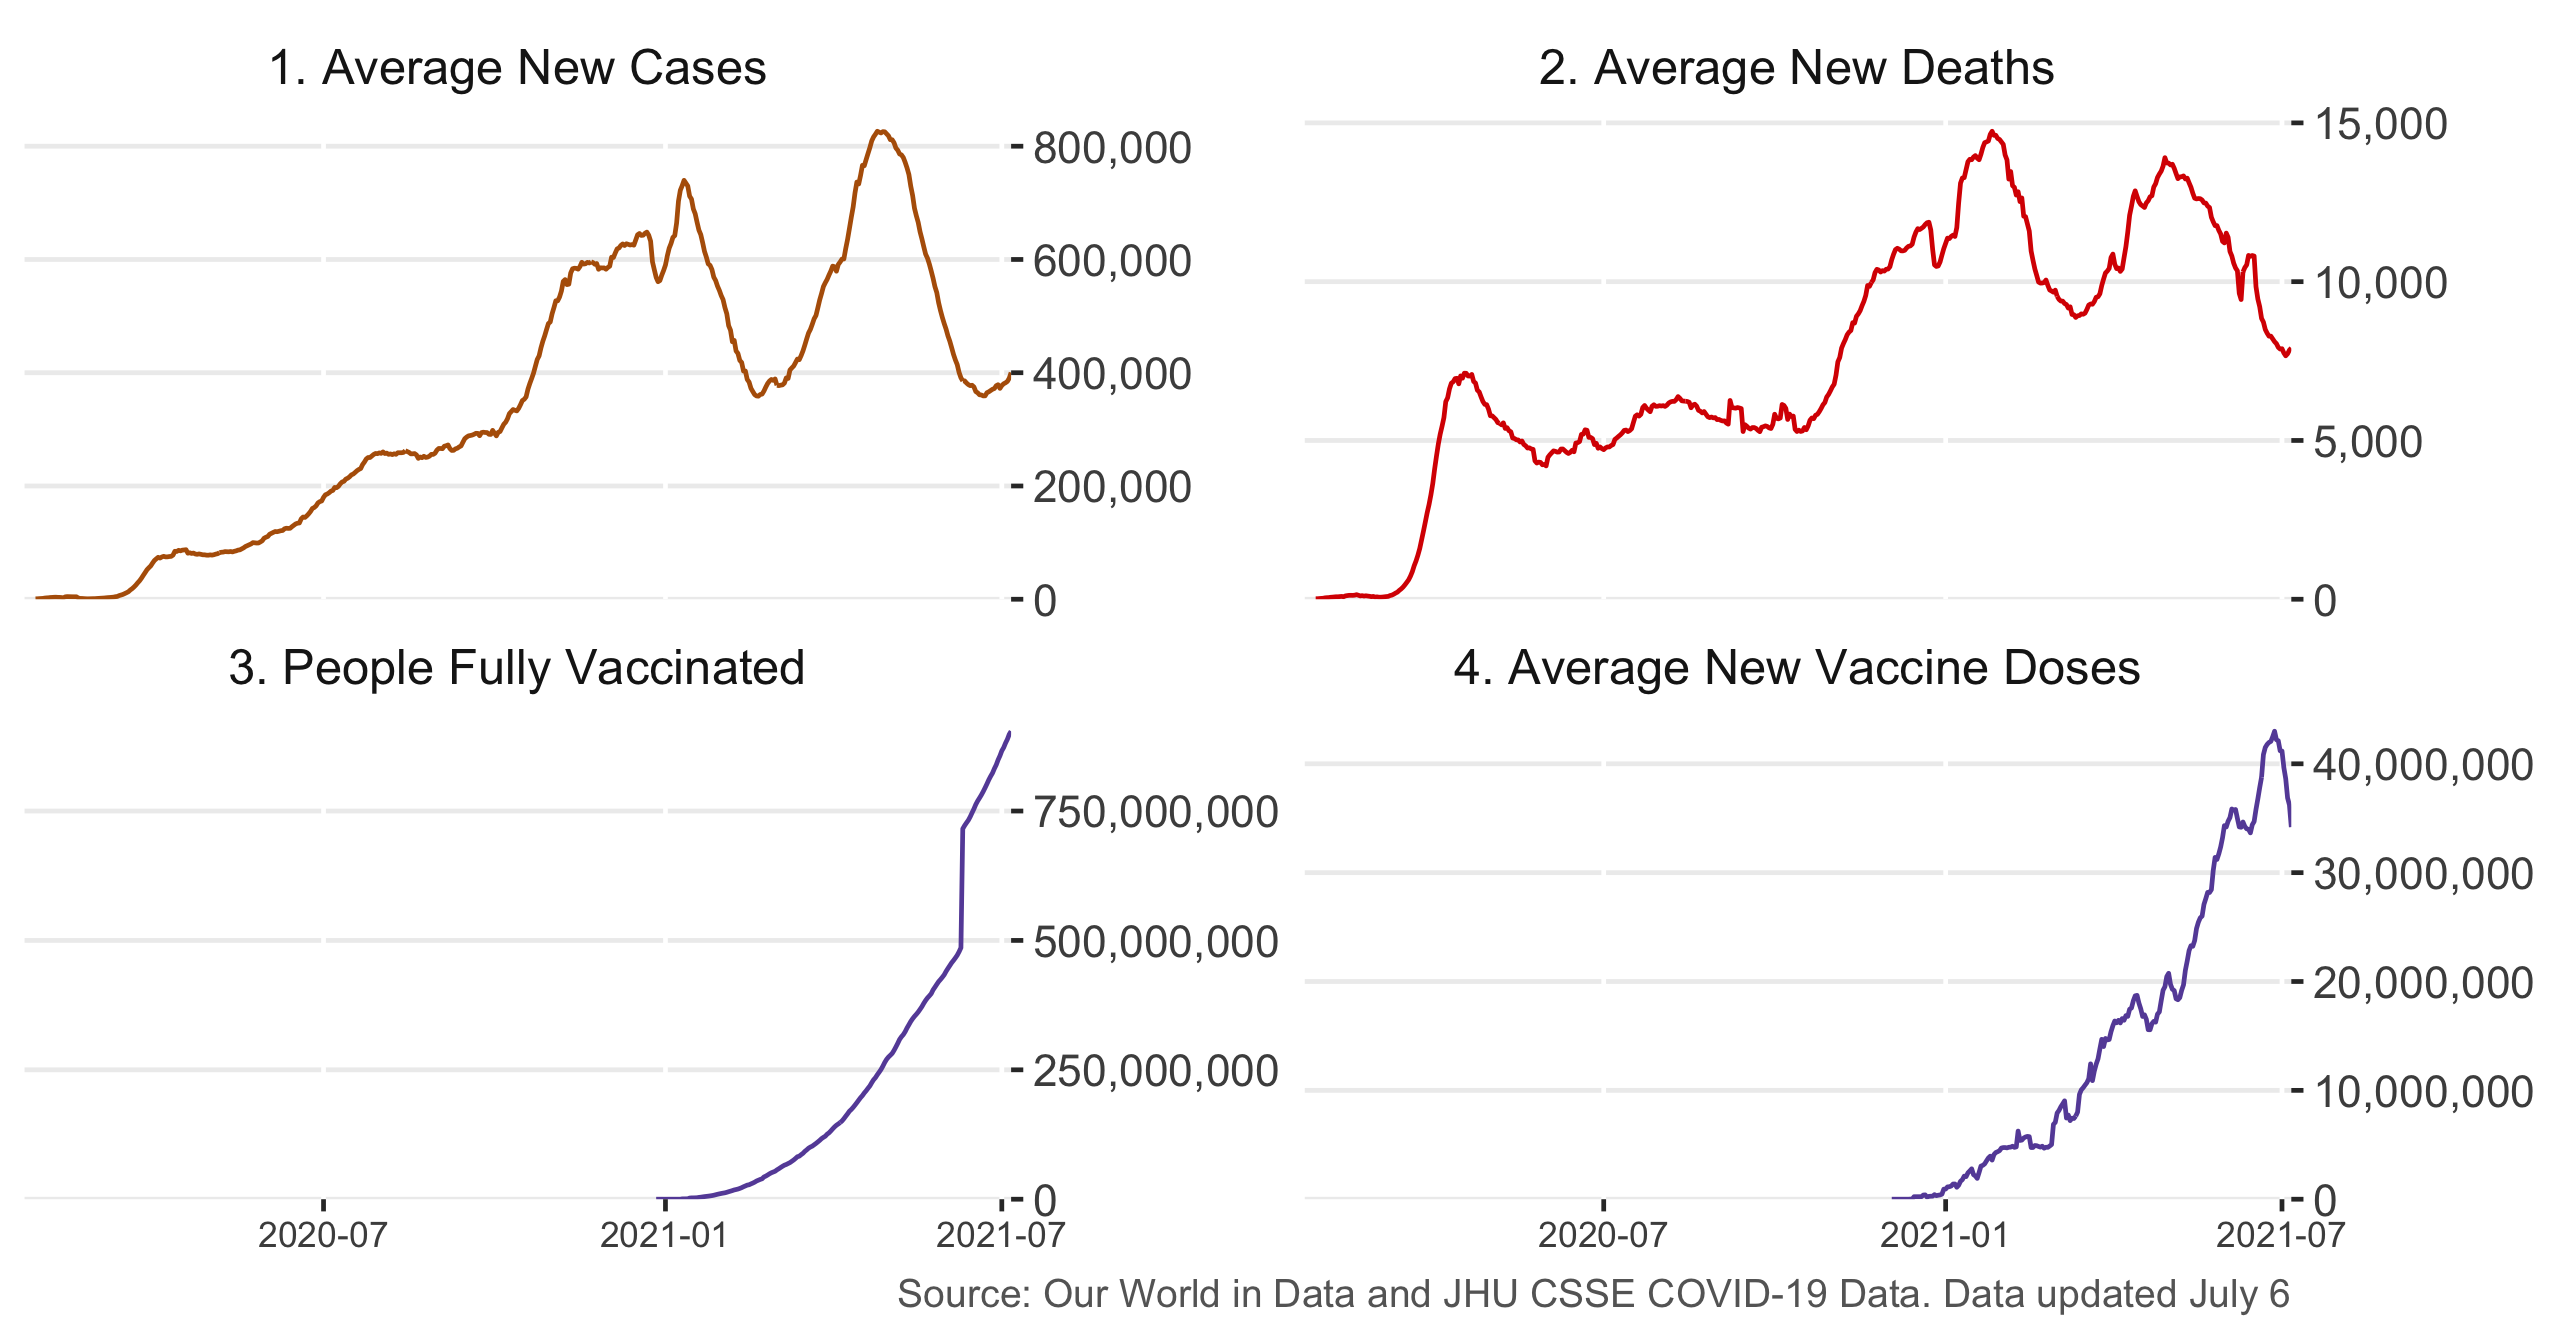 1. Average New Cases
800,000
600,000
400,000
200,000
0
2. Average New Deaths
15,000
10,000
5,000
0
3. People Fully Vaccinated
750,000,000
500,000,000
250,000,000
0
2020-07 2021-01 2021-07
4. Average New Vaccine Doses
40,000,000
30,000,000
20,000,000
10,000,000
0
2020-07 2021-01 2021-07
Source: Our World in Data and JHU CSSE COVID-19 Data. Data updated July 6